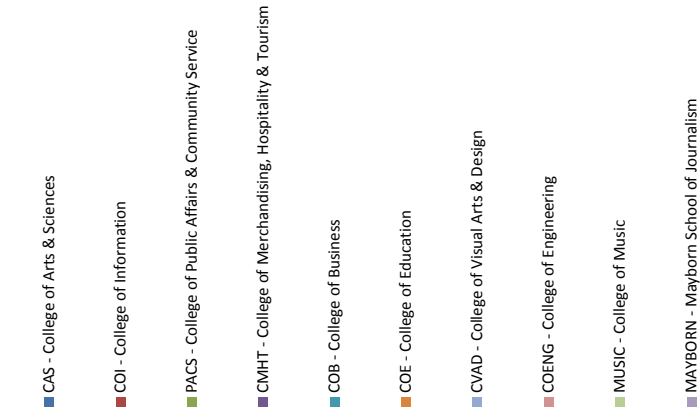 CAS - College of Arts & Sciences
COI - College of Information
PACS - College of Public Affairs & Community Service
CMHT - College of Merchandising, Hospitality & Tourism
COB - College of Business
COE - College of Education
CVAD - College of Visual Arts & Design
COENG - College of Engineering
MUSIC - College of Music
MAYBORN - Mayborn School of Journalism